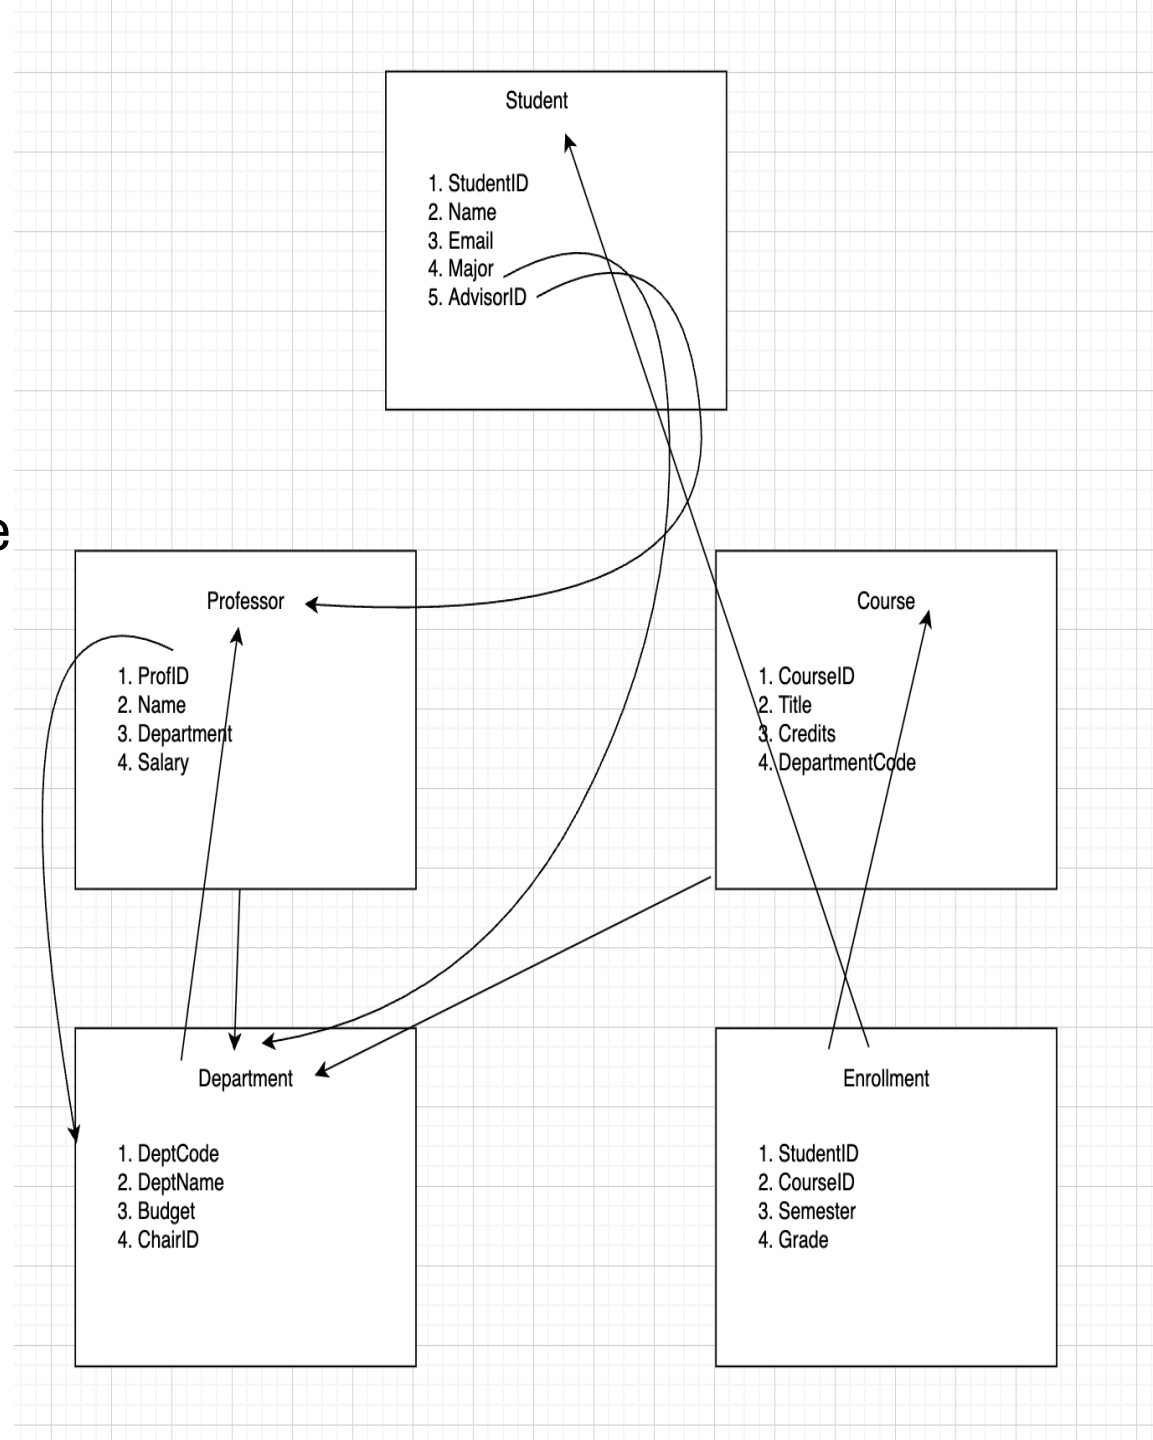 Student
1. StudentID
2. Name
3. Email
4. Major
5. AdvisorID
e
Professor
1. ProfID
2. Name
3. Department
4. Salary
Course
1. CourseID
2. Title
3. Credits
4. DepartmentCode
Department
1. DeptCode
2. DeptName
3. Budget
4. ChairID
Enrollment
1. StudentID
2. CourseID
3. Semester
4. Grade